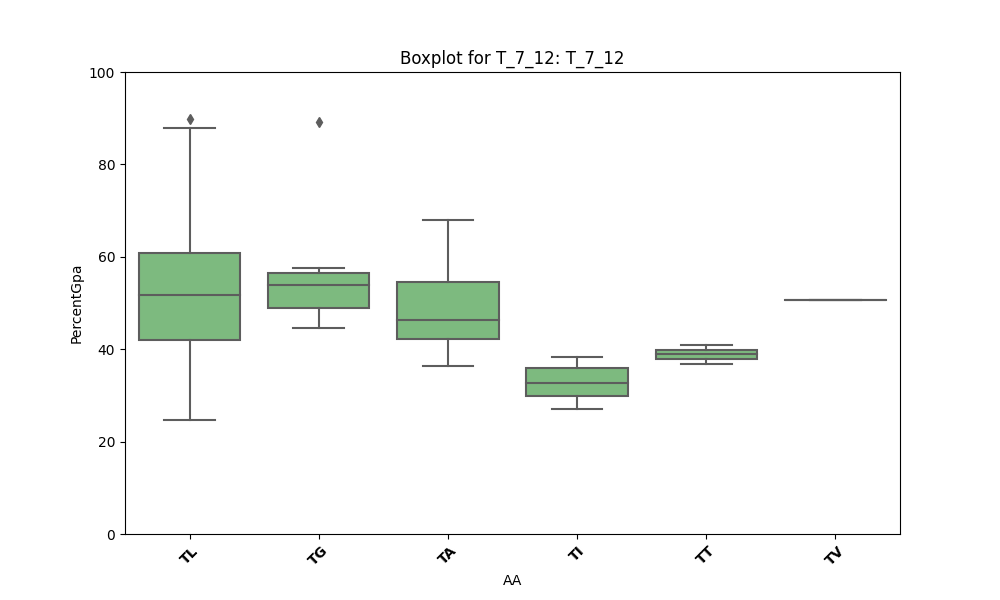 Boxplot for T_7_12: T_7_12
100
80
60
40
20
0
PercentGpa
TL
TG
TA
TI
TT
TV
AA